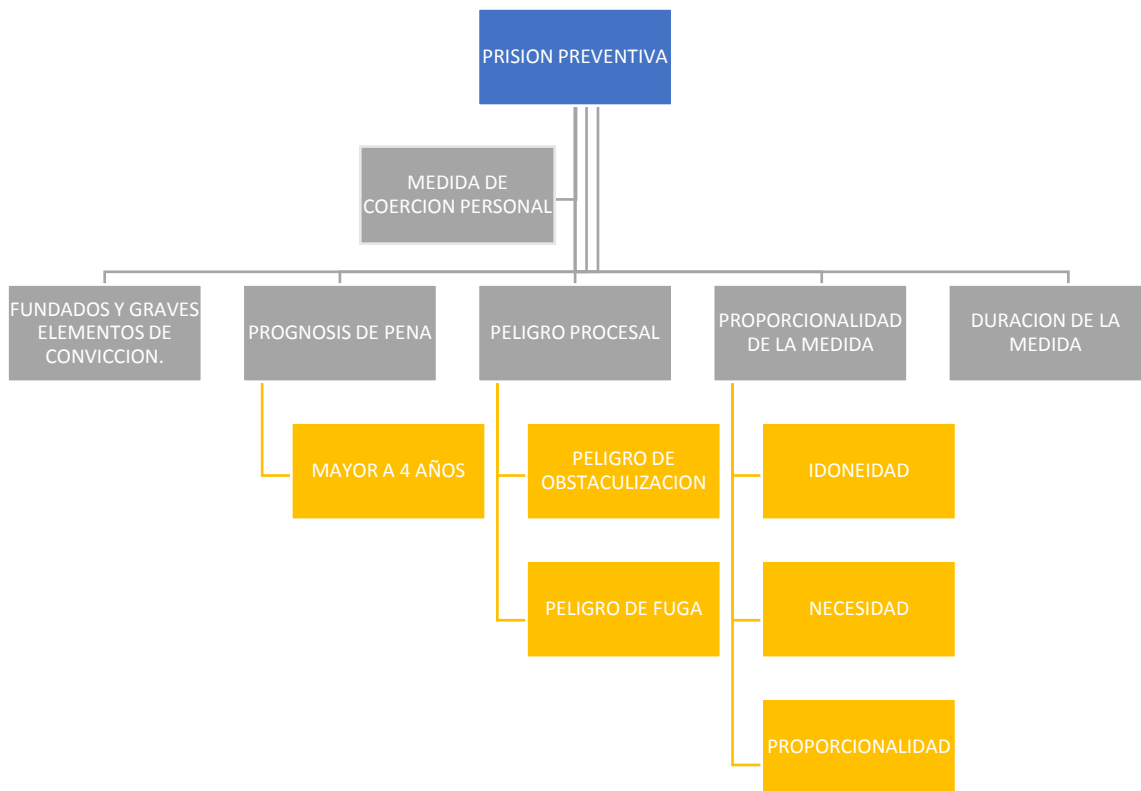 PRISION PREVENTIVA
MEDIDA DE
COERCION PERSONAL
FUNDADOS Y GRAVES
ELEMENTOS DE
CONVICCION.
PROGNOSIS DE PENA
PELIGRO PROCESAL
PROPORCIONALIDAD
DE LA MEDIDA
DURACION DE LA
MEDIDA
MAYOR A 4 AÑOS
PELIGRO DE
OBSTACULIZACION
IDONEIDAD
PELIGRO DE FUGA
NECESIDAD
PROPORCIONALIDAD